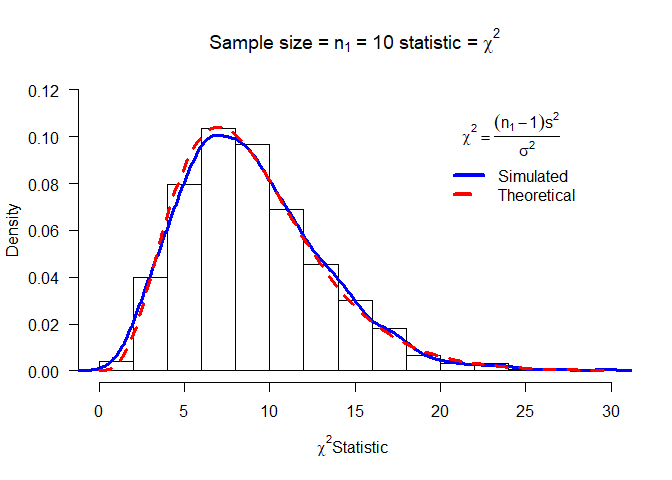 Sample size = n₁ = 10 statistic = χ²
0.12
0.10
0.08
0.06
0.04
0.02
0.00
Density
χ² = (n₁ − 1)s² / σ²
Simulated
Theoretical
0 5 10 15 20 25 30
χ²Statistic